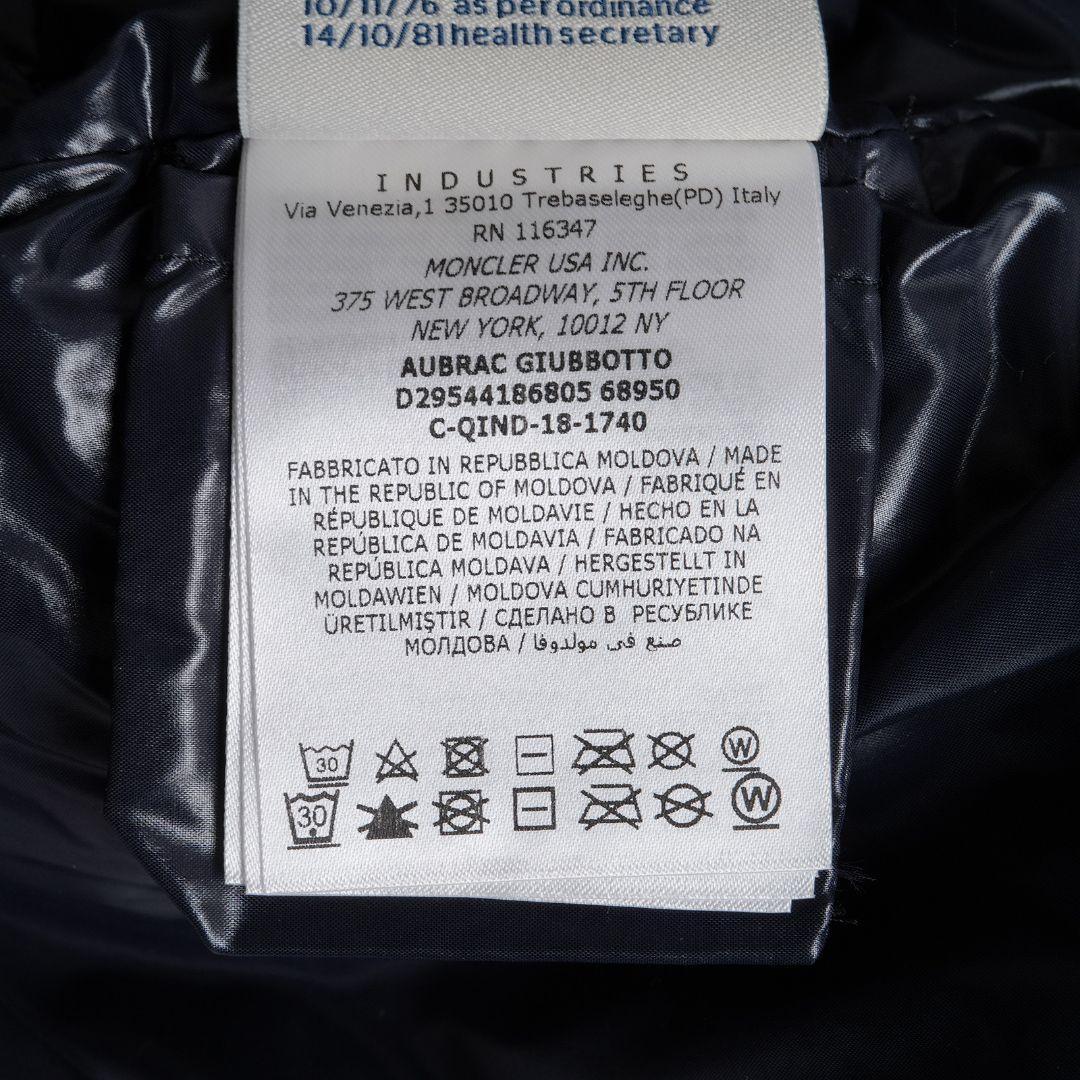 10/11/76 as per ordinance
14/10/81 health secretary
INDUSTRIES
Via Venezia,1 35010 Trebaseleghe(PD) Italy
RN 116347
MONCLER USA INC.
375 WEST BROADWAY, 5TH FLOOR
NEW YORK, 10012 NY
AUBRAC GIUBBOTTO
D29544186805 68950
C-QIND-18-1740
FABBRICATO IN REPUBBLICA MOLDOVA / MADE
IN THE REPUBLIC OF MOLDOVA / FABRIQUÉ EN
RÉPUBLIQUE DE MOLDAVIE / HECHO EN LA
REPÚBLICA DE MOLDAVIA / FABRICADO NA
REPÚBLICA MOLDAVA / HERGESTELLT IN
MOLDAWIEN / MOLDOVA CUMHURIYETINDE
ÜRETILMIŞTIR / СДЕЛАНО В РЕСУБЛИКЕ
МОЛДОВА / صنع في مولدوفا
30 W
30 W